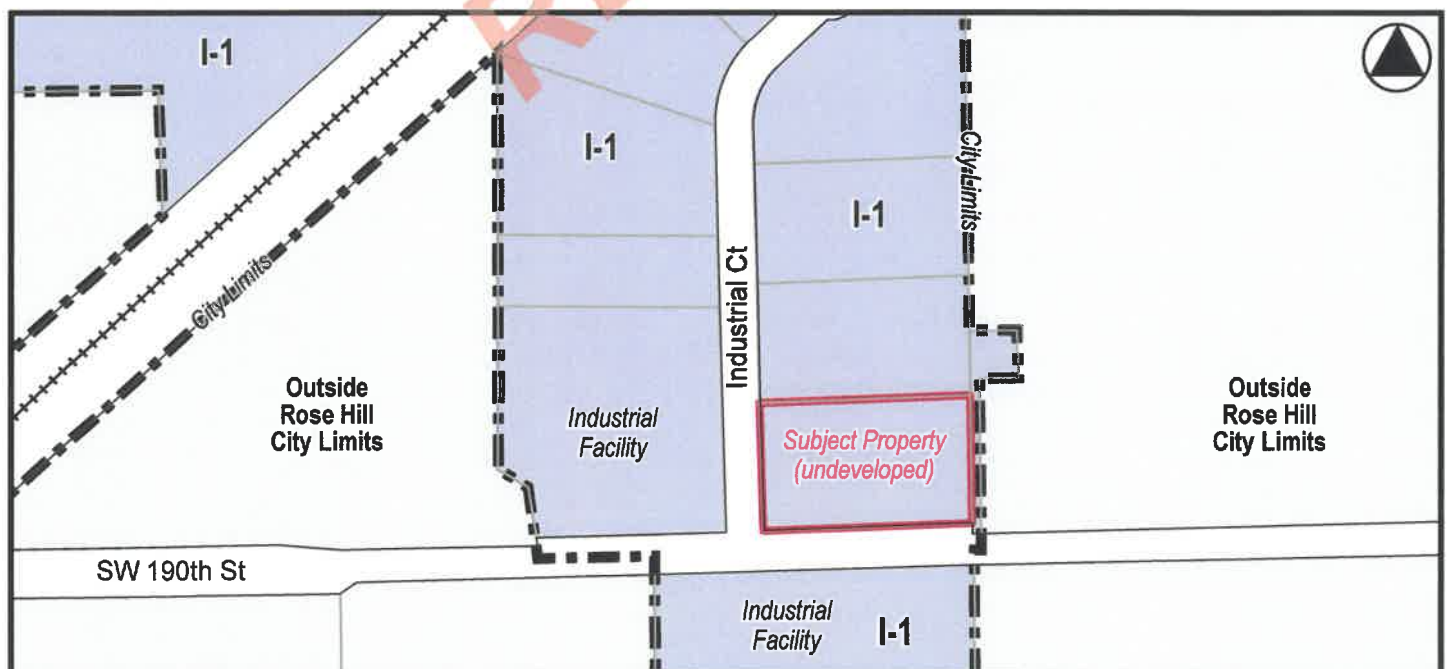 I-1
I-1
City Limits
I-1
City Limits
Industrial Ct
Outside
Rose Hill
City Limits
Industrial
Facility
Subject Property
(undeveloped)
Outside
Rose Hill
City Limits
SW 190th St
Industrial
Facility
I-1